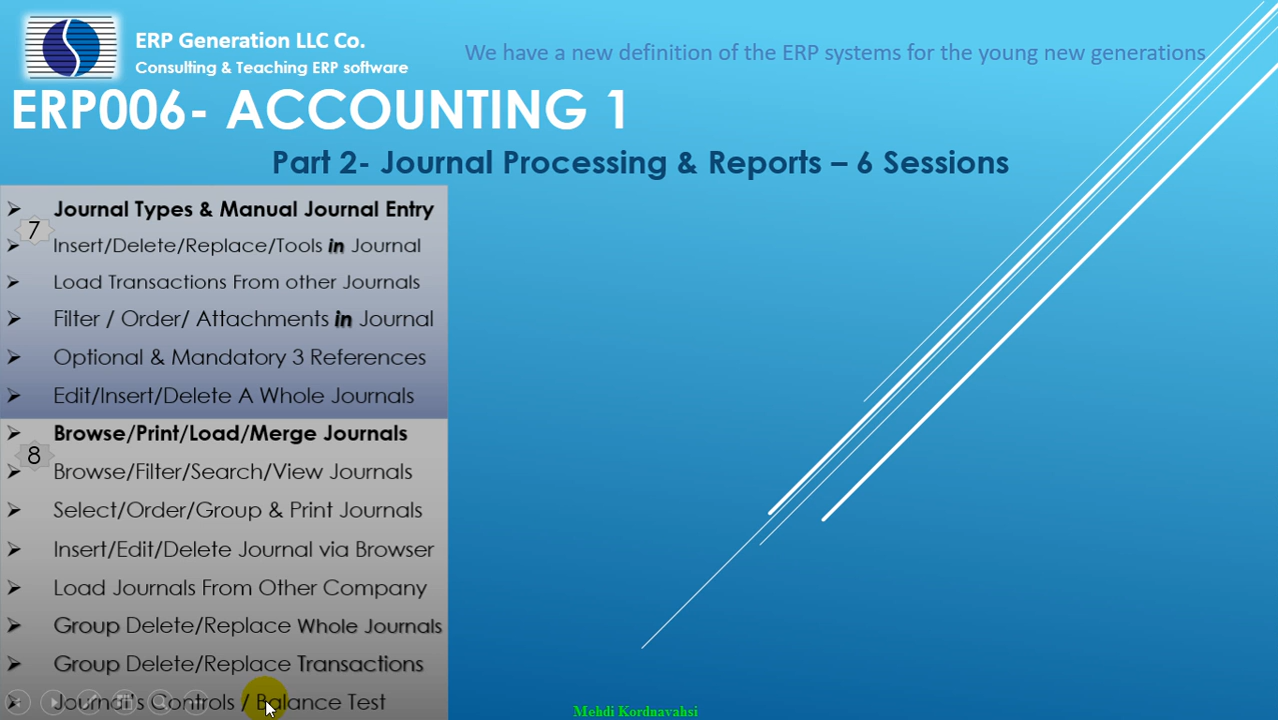 ERP Generation LLC Co.
Consulting & Teaching ERP software
We have a new definition of the ERP systems for the young new generations
ERP006- ACCOUNTING 1
Part 2- Journal Processing & Reports – 6 Sessions
Journal Types & Manual Journal Entry
7
Insert/Delete/Replace/Tools in Journal
Load Transactions From other Journals
Filter / Order/ Attachments in Journal
Optional & Mandatory 3 References
Edit/Insert/Delete A Whole Journals
Browse/Print/Load/Merge Journals
8
Browse/Filter/Search/View Journals
Select/Order/Group & Print Journals
Insert/Edit/Delete Journal via Browser
Load Journals From Other Company
Group Delete/Replace Whole Journals
Group Delete/Replace Transactions
Journal's Controls / Balance Test
Mehdi Kordnavahsi